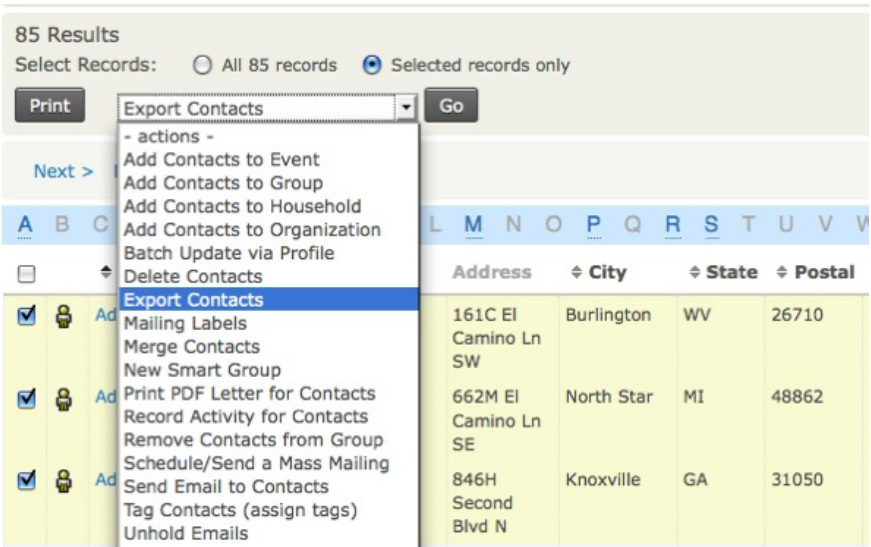 85 Results
Select Records: All 85 records Selected records only
Print Export Contacts Go
- actions -
Add Contacts to Event
Add Contacts to Group
Add Contacts to Household
Add Contacts to Organization
Batch Update via Profile
Delete Contacts
Export Contacts
Mailing Labels
Merge Contacts
New Smart Group
Print PDF Letter for Contacts
Record Activity for Contacts
Remove Contacts from Group
Schedule/Send a Mass Mailing
Send Email to Contacts
Tag Contacts (assign tags)
Unhold Emails
Next >
A B C L M N O P Q R S T U V W
Address City State Postal
Ad 161C El Burlington WV 26710
Camino Ln
SW
Ad 662M El North Star MI 48862
Camino Ln
SE
Ad 846H Knoxville GA 31050
Second
Blvd N